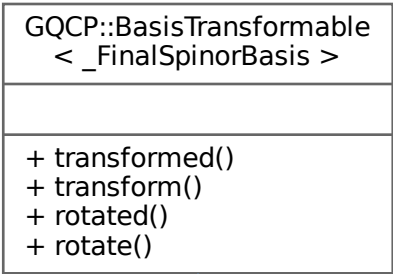 GQCP::BasisTransformable
< _FinalSpinorBasis >
+ transformed()
+ transform()
+ rotated()
+ rotate()